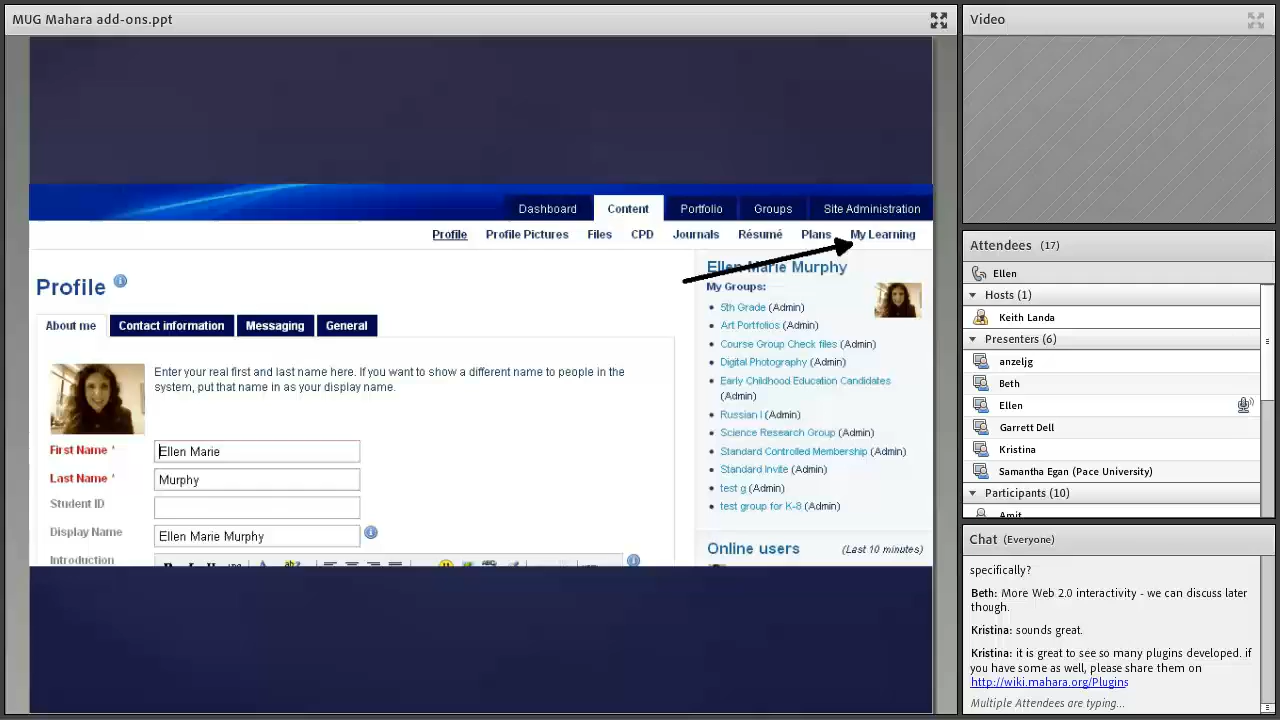 MUG Mahara add-ons.ppt
Dashboard Content Portfolio Groups Site Administration
Profile Profile Pictures Files CPD Journals Résumé Plans My Learning
Profile
About me Contact information Messaging General
Enter your real first and last name here. If you want to show a different name to people in the
system, put that name in as your display name.
First Name * Ellen Marie
Last Name * Murphy
Student ID
Display Name Ellen Marie Murphy
Introduction
Ellen Marie Murphy
My Groups:
5th Grade (Admin)
Art Portfolios (Admin)
Course Group Check files (Admin)
Digital Photography (Admin)
Early Childhood Education Candidates
(Admin)
Russian I (Admin)
Science Research Group (Admin)
Standard Controlled Membership (Admin)
Standard Invite (Admin)
test g (Admin)
test group for K-8 (Admin)
Online users (Last 10 minutes)
Video
Attendees (17)
Ellen
Hosts (1)
Keith Landa
Presenters (6)
anzeljg
Beth
Ellen
Garrett Dell
Kristina
Samantha Egan (Pace University)
Participants (10)
Amit
Chat (Everyone)
specifically?
Beth: More Web 2.0 interactivity - we can discuss later
though.
Kristina: sounds great.
Kristina: it is great to see so many plugins developed. if
you have some as well, please share them on
http://wiki.mahara.org/Plugins
Multiple Attendees are typing...